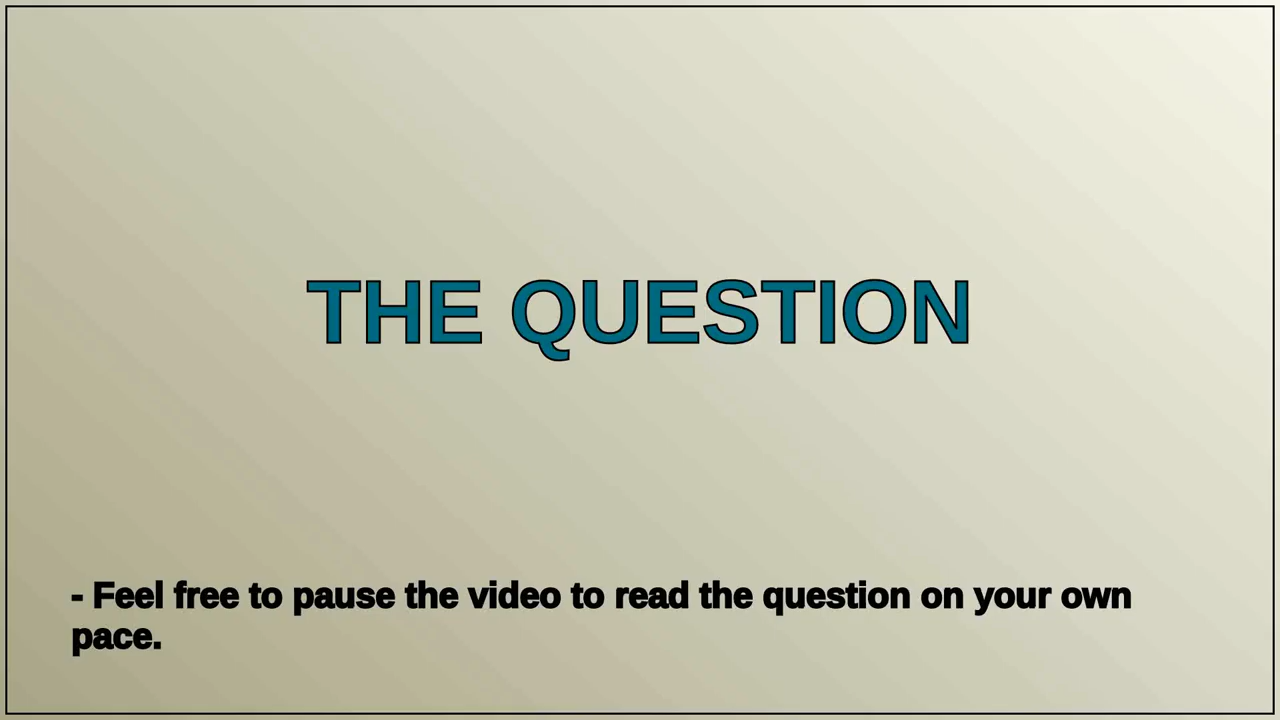 THE QUESTION
- Feel free to pause the video to read the question on your own
pace.